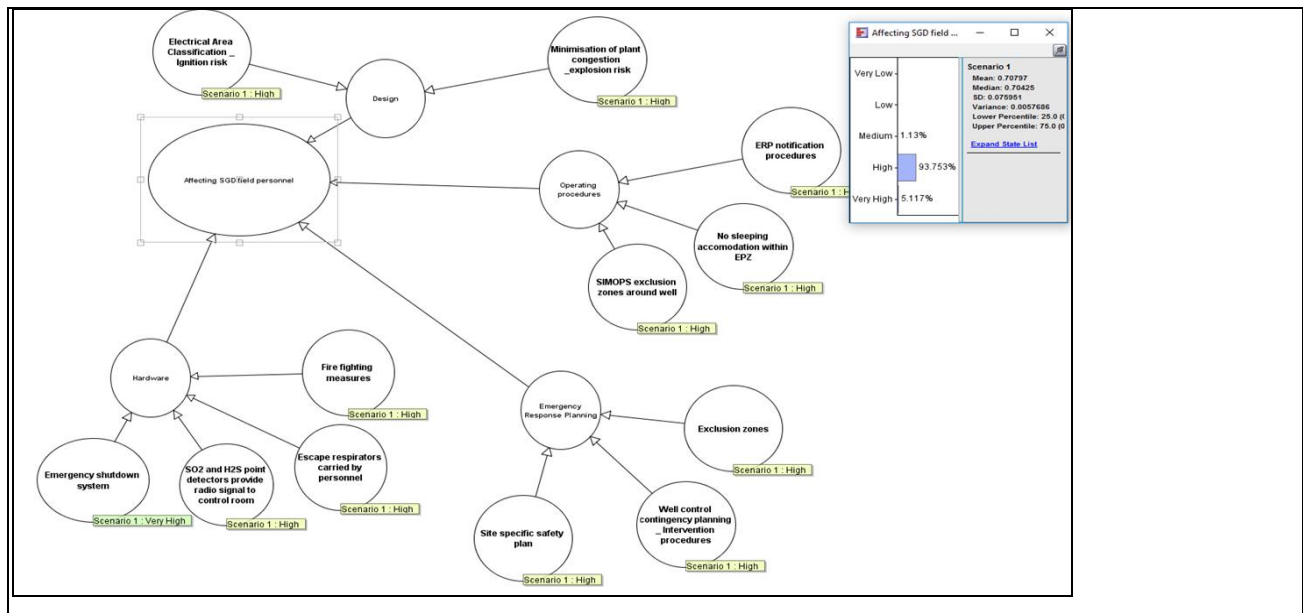 Electrical Area
Classification _
Ignition risk
Scenario 1 : High
Minimisation of plant
congestion
_explosion risk
Scenario 1 : High
Design
Affecting SGD field personnel
ERP notification
procedures
Scenario 1 : H
Operating
procedures
No sleeping
accomodation within
EPZ
Scenario 1 : High
SIMOPS exclusion
zones around well
Scenario 1 : High
Hardware
Fire fighting
measures
Scenario 1 : High
Emergency shutdown
system
Scenario 1 : Very High
SO2 and H2S point
detectors provide
radio signal to
control room
Scenario 1 : High
Escape respirators
carried by
personnel
Scenario 1 : High
Emergency
Response Planning
Exclusion zones
Scenario 1 : High
Site specific safety
plan
Scenario 1 : High
Well control
contingency planning
_ Intervention
procedures
Scenario 1 : High
Affecting SGD field ...
Very Low
Low
Medium 1.13%
High 93.753%
Very High 5.117%
Scenario 1
Mean: 0.70797
Median: 0.70425
SD: 0.075951
Variance: 0.0057686
Lower Percentile: 25.0 (
Upper Percentile: 75.0 (
Expand State List